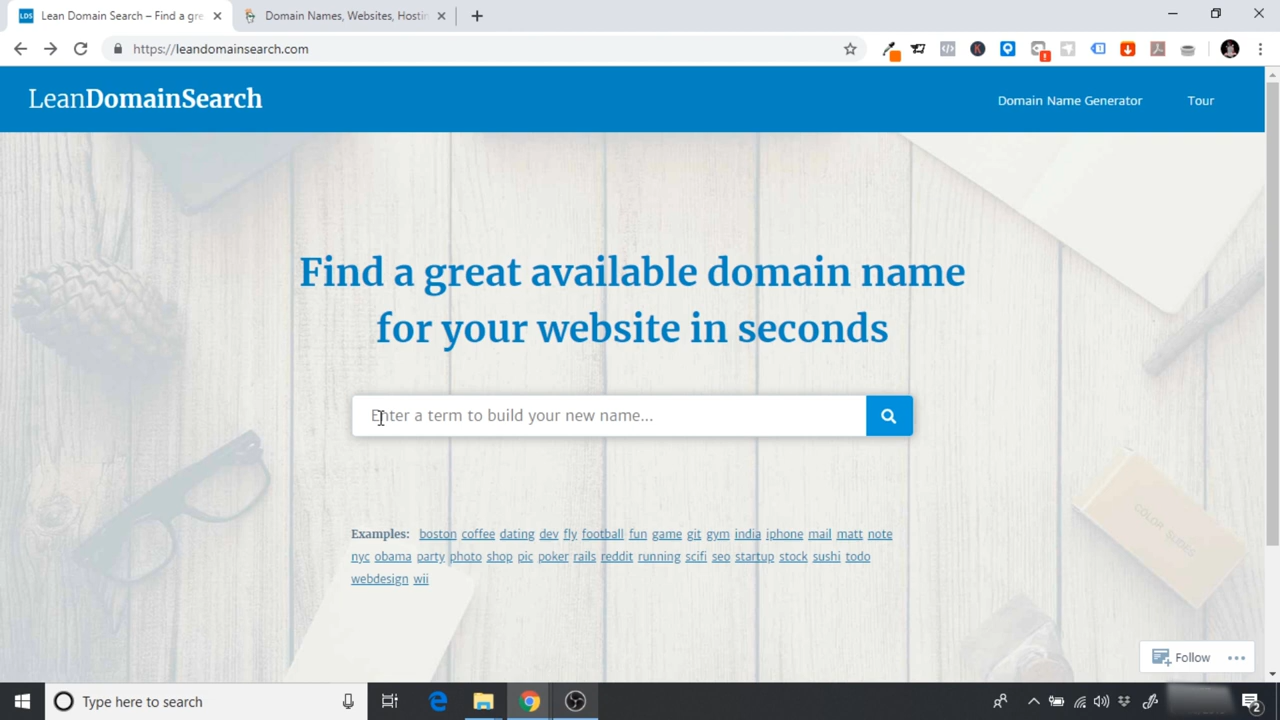 Lean Domain Search – Find a gre
Domain Names, Websites, Hostin
https://leandomainsearch.com
LeanDomainSearch
Domain Name Generator
Tour
Find a great available domain name
for your website in seconds
Enter a term to build your new name...
Examples: boston coffee dating dev fly football fun game git gym india iphone mail matt note
nyc obama party photo shop pic poker rails reddit running scifi seo startup stock sushi todo
webdesign wii
COLOR SLIDES
Follow
Type here to search
2